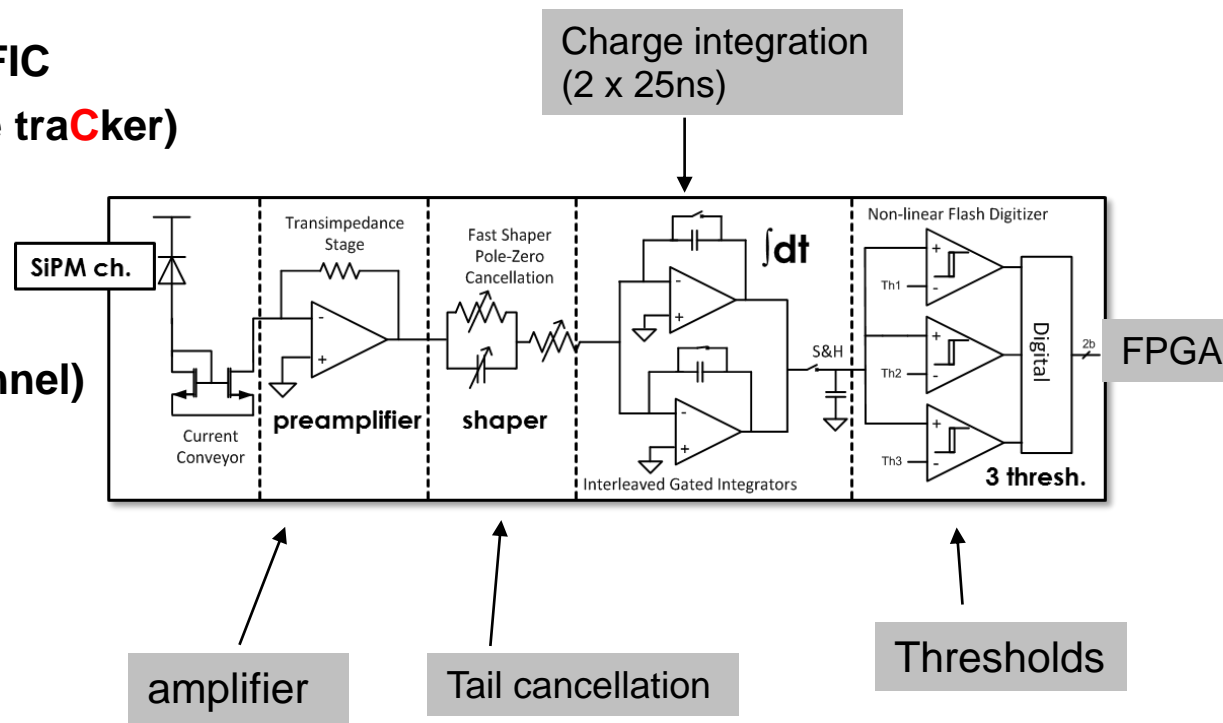 FIC
traCker)
Charge integration
(2 x 25ns)
nnel)
SiPM ch.
Current
Conveyor
Transimpedance
Stage
preamplifier
Fast Shaper
Pole-Zero
Cancellation
shaper
∫dt
Interleaved Gated Integrators
S&H
Non-linear Flash Digitizer
+
-
Th1
+
-
Th2
+
-
Th3
3 thresh.
Digital
2b
FPGA
-
+
-
+
-
+
amplifier
Tail cancellation
Thresholds